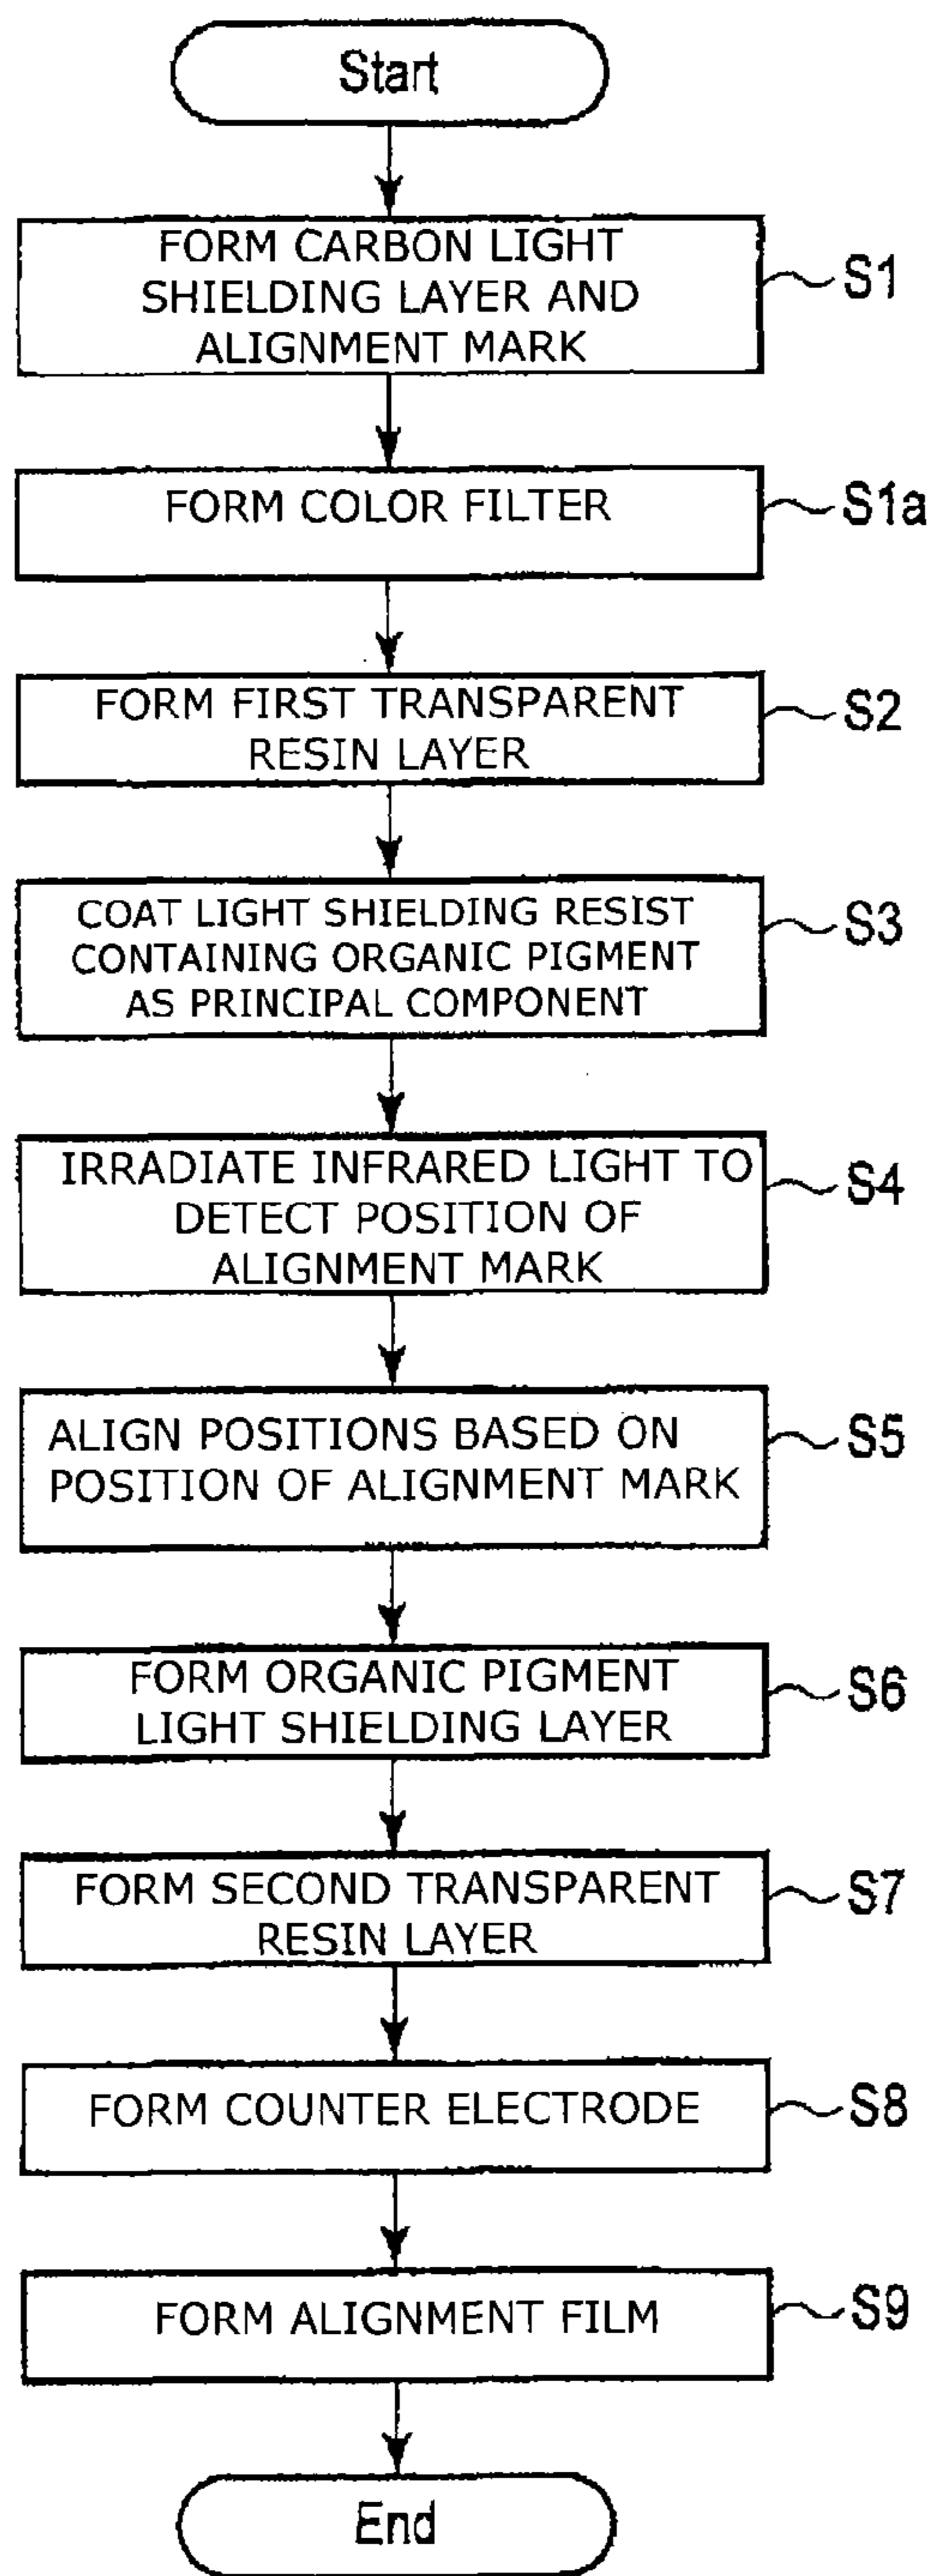 Start
FORM CARBON LIGHT
SHIELDING LAYER AND
ALIGNMENT MARK
S1
FORM COLOR FILTER
S1a
FORM FIRST TRANSPARENT
RESIN LAYER
S2
COAT LIGHT SHIELDING RESIST
CONTAINING ORGANIC PIGMENT
AS PRINCIPAL COMPONENT
S3
IRRADIATE INFRARED LIGHT TO
DETECT POSITION OF
ALIGNMENT MARK
S4
ALIGN POSITIONS BASED ON
POSITION OF ALIGNMENT MARK
S5
FORM ORGANIC PIGMENT
LIGHT SHIELDING LAYER
S6
FORM SECOND TRANSPARENT
RESIN LAYER
S7
FORM COUNTER ELECTRODE
S8
FORM ALIGNMENT FILM
S9
End